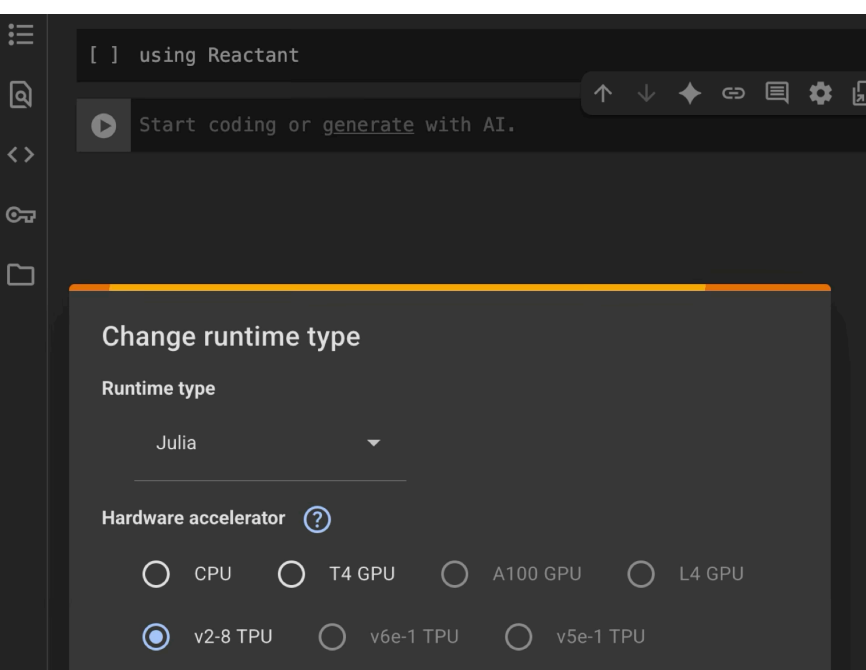 [ ] using Reactant
Start coding or generate with AI.
Change runtime type
Runtime type
Julia
Hardware accelerator ?
CPU T4 GPU A100 GPU L4 GPU
v2-8 TPU v6e-1 TPU v5e-1 TPU